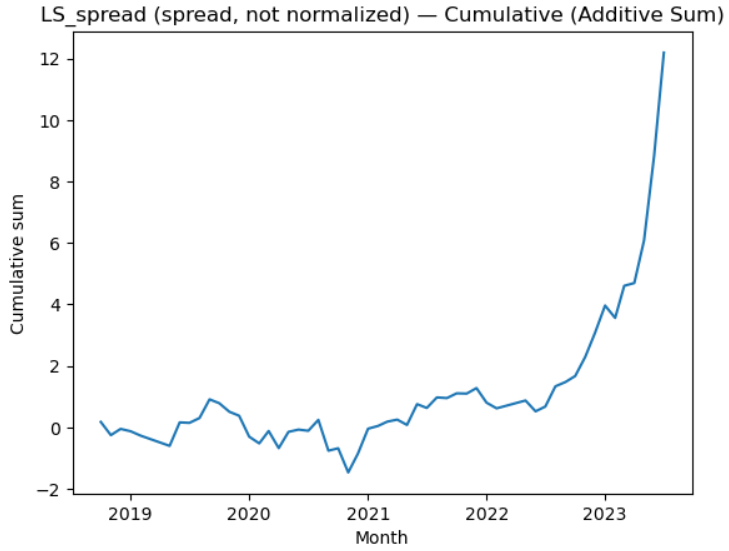 LS_spread (spread, not normalized) — Cumulative (Additive Sum)
12
10
8
6
4
2
0
−2
Cumulative sum
2019 2020 2021 2022 2023
Month